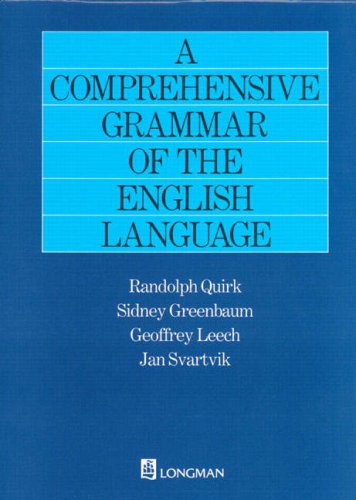 A
COMPREHENSIVE
GRAMMAR
OF THE
ENGLISH
LANGUAGE
Randolph Quirk
Sidney Greenbaum
Geoffrey Leech
Jan Svartvik
LONGMAN